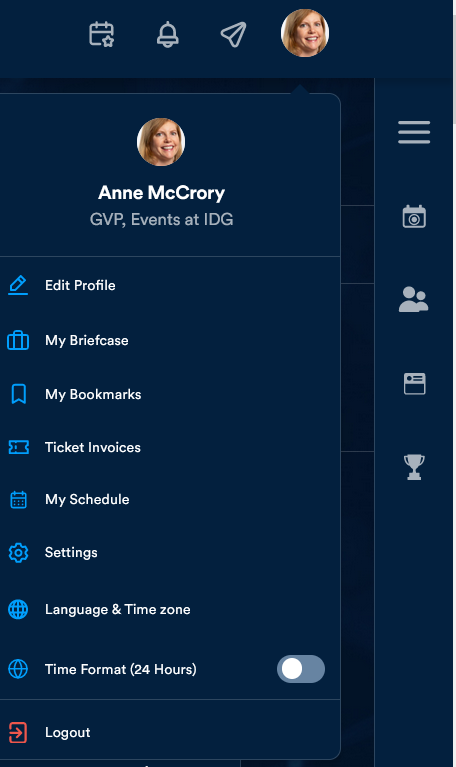 Anne McCrory
GVP, Events at IDG
Edit Profile
My Briefcase
My Bookmarks
Ticket Invoices
My Schedule
Settings
Language & Time zone
Time Format (24 Hours)
Logout